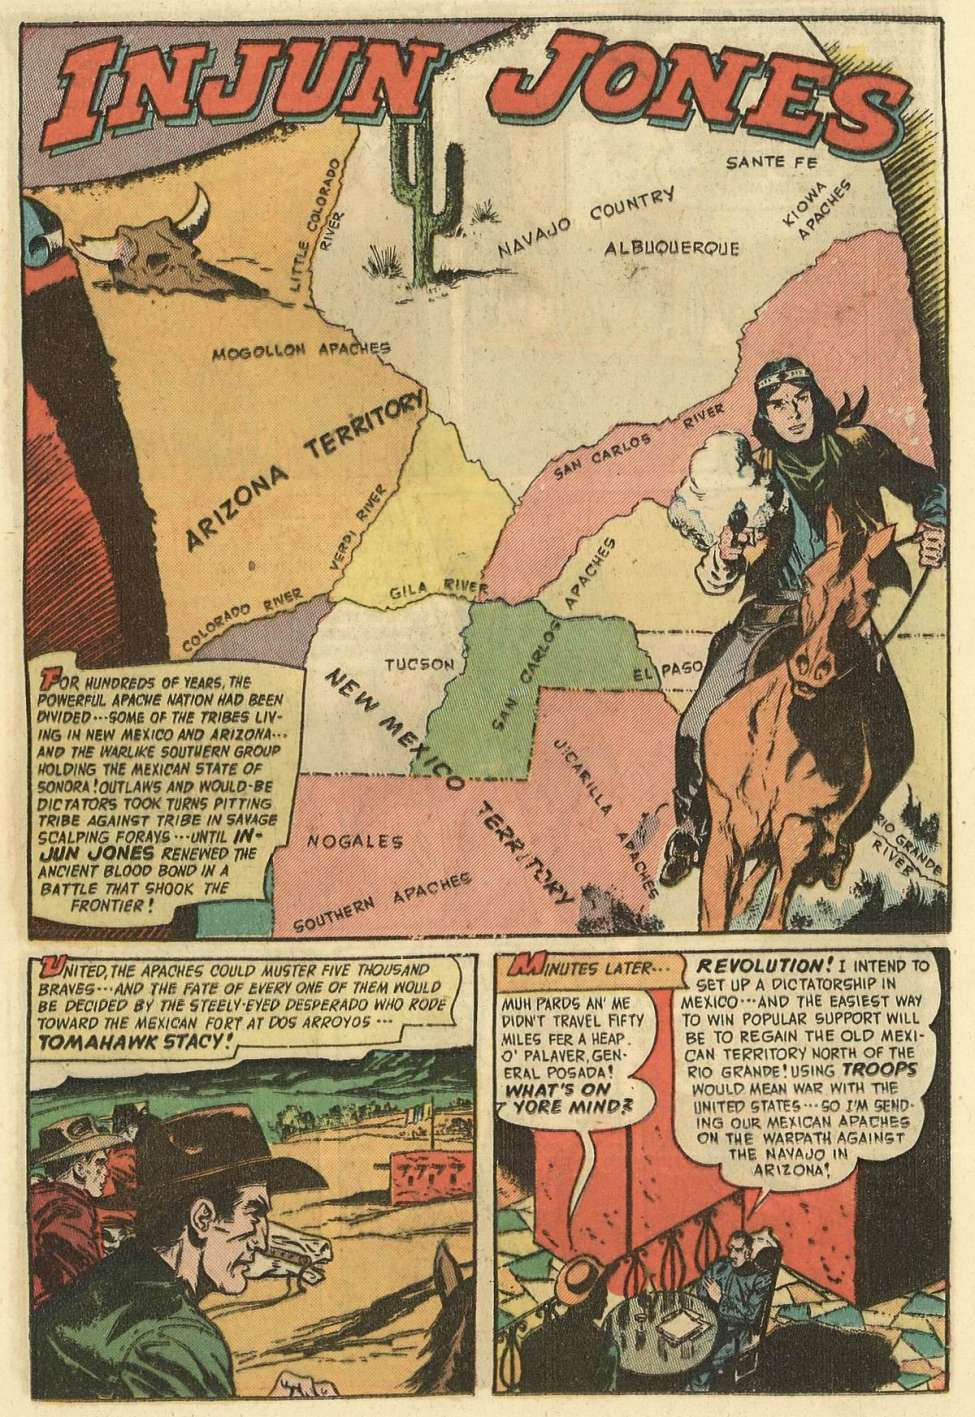 INJUN JONES
SANTE FE
KIOWA
APACHES
NAVAJO COUNTRY
ALBUQUERQUE
LITTLE COLORADO
RIVER
MOGOLLON APACHES
ARIZONA TERRITORY
SAN CARLOS RIVER
VERDI RIVER
GILA RIVER
COLORADO RIVER
APACHES
SAN CARLOS
TUCSON
EL PASO
NEW MEXICO TERRITORY
JICARILLA APACHES
NOGALES
SOUTHERN APACHES
RIO GRANDE
RIVER
FOR HUNDREDS OF YEARS, THE
POWERFUL APACHE NATION HAD BEEN
DIVIDED---SOME OF THE TRIBES LIV-
ING IN NEW MEXICO AND ARIZONA---
AND THE WARLIKE SOUTHERN GROUP
HOLDING THE MEXICAN STATE OF
SONORA! OUTLAWS AND WOULD-BE
DICTATORS TOOK TURNS PITTING
TRIBE AGAINST TRIBE IN SAVAGE
SCALPING FORAYS---UNTIL IN-
JUN JONES RENEWED THE
ANCIENT BLOOD BOND IN A
BATTLE THAT SHOOK THE
FRONTIER!
UNITED, THE APACHES COULD MUSTER FIVE THOUSAND
BRAVES---AND THE FATE OF EVERY ONE OF THEM WOULD
BE DECIDED BY THE STEELY-EYED DESPERADO WHO RODE
TOWARD THE MEXICAN FORT AT DOS ARROYOS---
TOMAHAWK STACY!
MINUTES LATER---
MUH PARDS AN' ME
DIDN'T TRAVEL FIFTY
MILES FER A HEAP
O' PALAVER, GEN-
ERAL POSADA!
WHAT'S ON
YORE MIND?
REVOLUTION! I INTEND TO
SET UP A DICTATORSHIP IN
MEXICO---AND THE EASIEST WAY
TO WIN POPULAR SUPPORT WILL
BE TO REGAIN THE OLD MEXI-
CAN TERRITORY NORTH OF THE
RIO GRANDE! USING TROOPS
WOULD MEAN WAR WITH THE
UNITED STATES---SO I'M SEND-
ING OUR MEXICAN APACHES
ON THE WARPATH AGAINST
THE NAVAJO IN
ARIZONA!